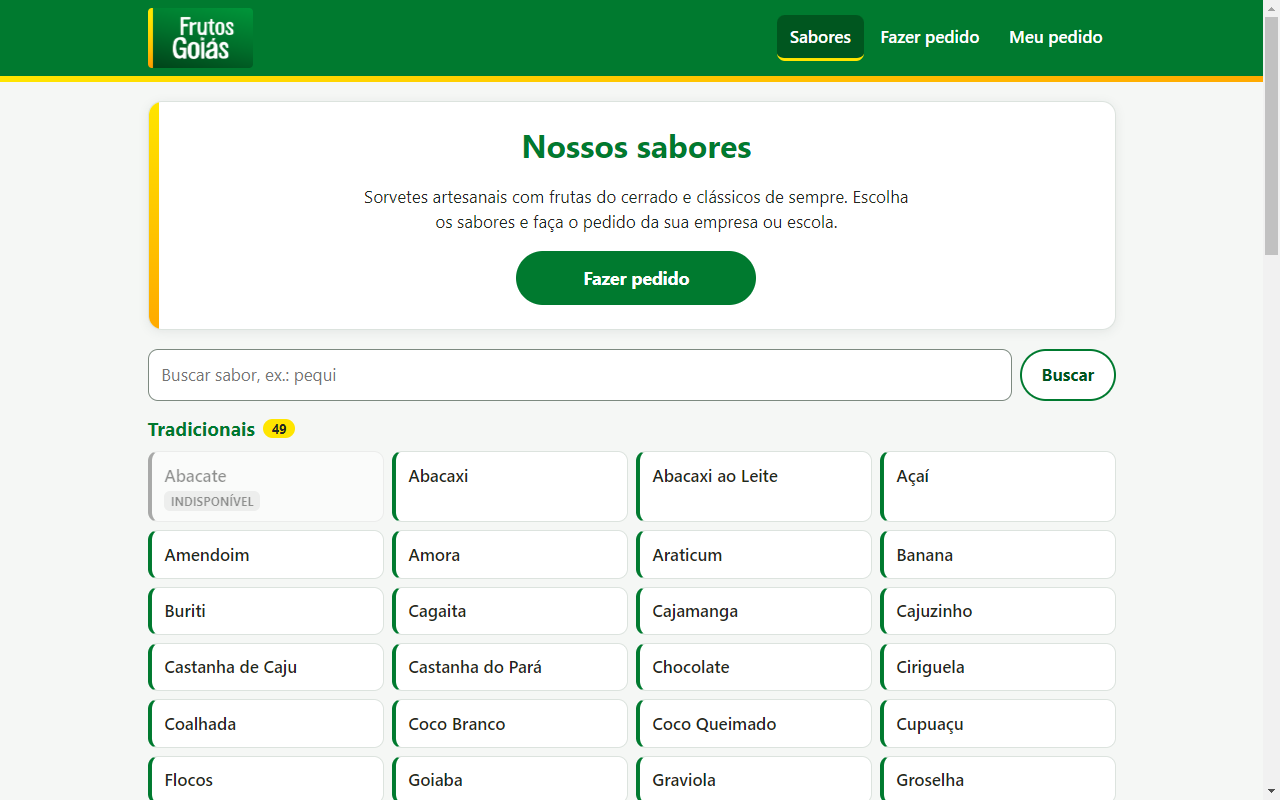 Frutos
Goiás
Sabores
Fazer pedido
Meu pedido
Nossos sabores
Sorvetes artesanais com frutas do cerrado e clássicos de sempre. Escolha
os sabores e faça o pedido da sua empresa ou escola.
Fazer pedido
Buscar sabor, ex.: pequi
Buscar
Tradicionais 49
Abacate
INDISPONÍVEL
Abacaxi
Abacaxi ao Leite
Açaí
Amendoim
Amora
Araticum
Banana
Buriti
Cagaita
Cajamanga
Cajuzinho
Castanha de Caju
Castanha do Pará
Chocolate
Ciriguela
Coalhada
Coco Branco
Coco Queimado
Cupuaçu
Flocos
Goiaba
Graviola
Groselha